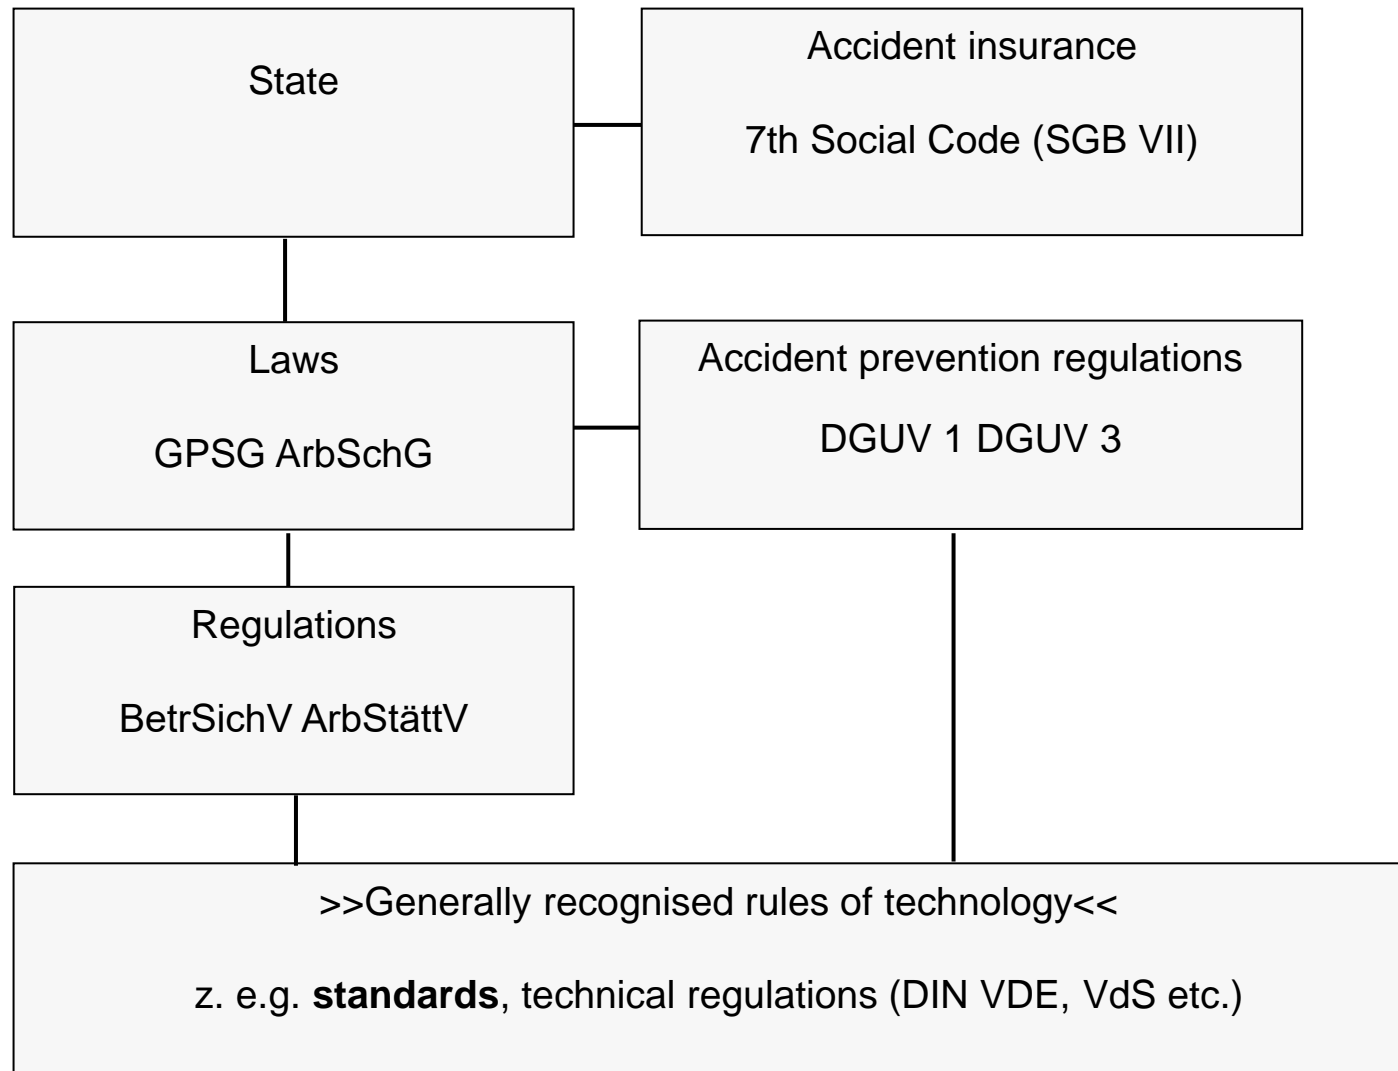 State
Accident insurance
7th Social Code (SGB VII)
Laws
GPSG ArbSchG
Accident prevention regulations
DGUV 1 DGUV 3
Regulations
BetrSichV ArbStättV
>>Generally recognised rules of technology<<
z. e.g. standards, technical regulations (DIN VDE, VdS etc.)